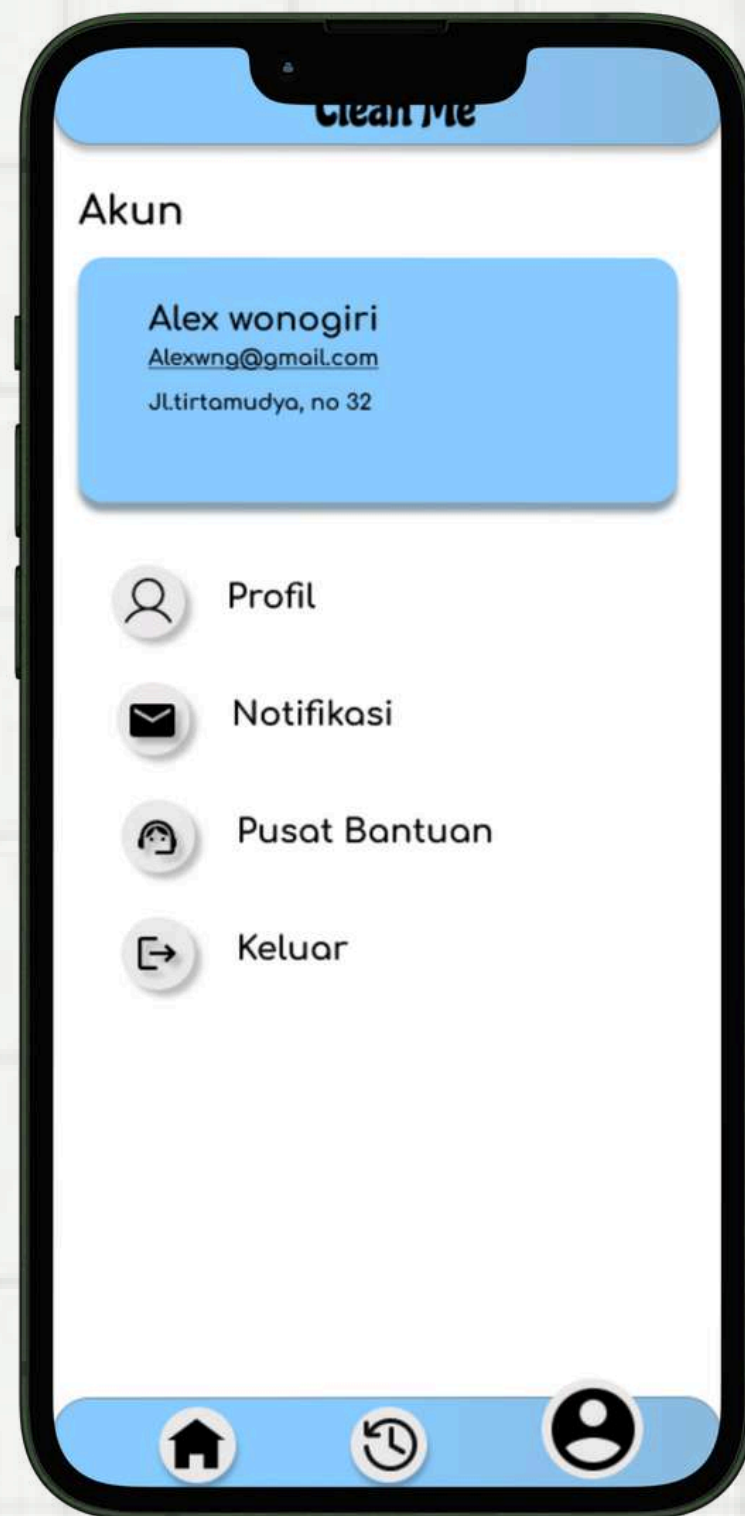 Clean Me
Akun
Alex wonogiri
Alexwng@gmail.com
Jl.tirtamudya, no 32
Profil
Notifikasi
Pusat Bantuan
Keluar